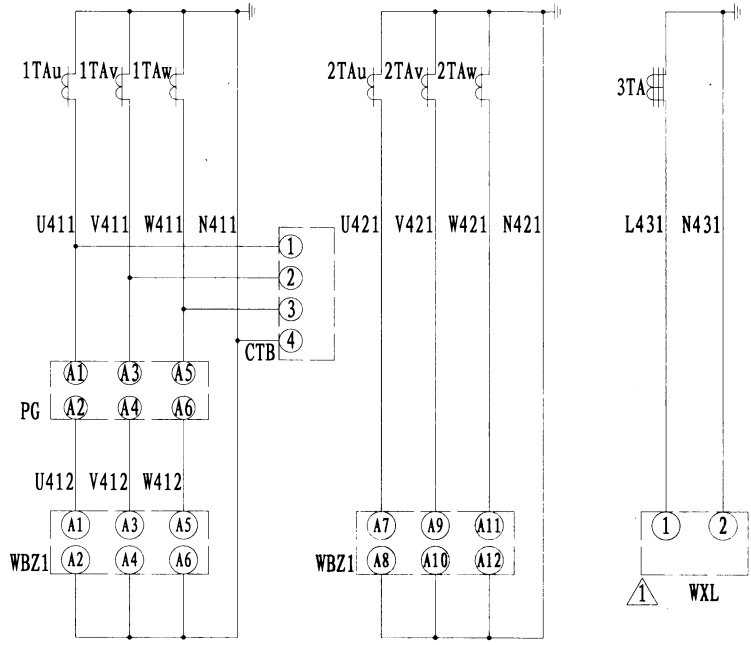 1TAu 1TAv 1TAw 2TAu 2TAv 2TAw 3TA
U411 V411 W411 N411 U421 V421 W421 N421 L431 N431
1
2
3
4
CTB
A1 A3 A5
A2 A4 A6
PG
U412 V412 W412
A1 A3 A5 A7 A9 A11 1 2
A2 A4 A6 A8 A10 A12
WBZ1 WBZ1
1 WXL